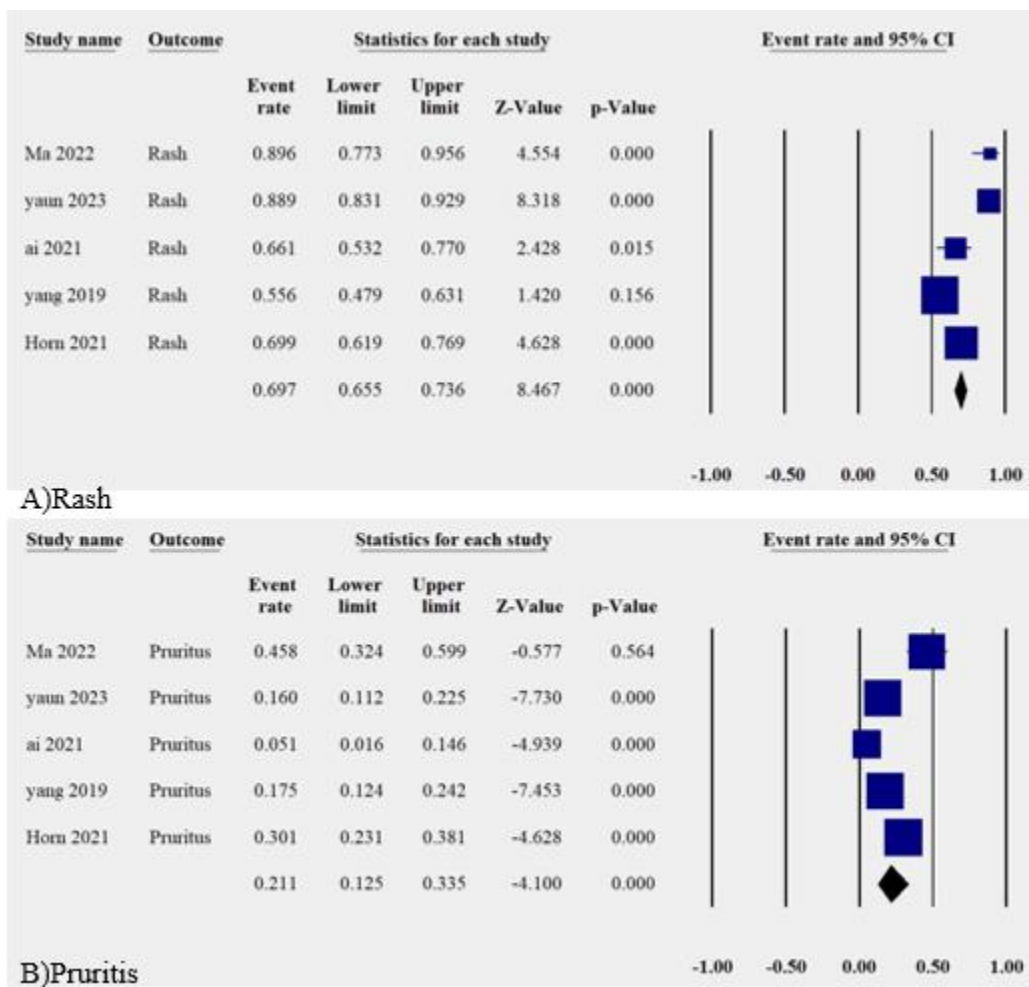 Study name Outcome Statistics for each study Event rate and 95% CI
Event Lower Upper
rate limit limit Z-Value p-Value
Ma 2022 Rash 0.896 0.773 0.956 4.554 0.000
yaun 2023 Rash 0.889 0.831 0.929 8.318 0.000
ai 2021 Rash 0.661 0.532 0.770 2.428 0.015
yang 2019 Rash 0.556 0.479 0.631 1.420 0.156
Horn 2021 Rash 0.699 0.619 0.769 4.628 0.000
0.697 0.655 0.736 8.467 0.000
-1.00 -0.50 0.00 0.50 1.00
A)Rash
Study name Outcome Statistics for each study Event rate and 95% CI
Event Lower Upper
rate limit limit Z-Value p-Value
Ma 2022 Pruritus 0.458 0.324 0.599 -0.577 0.564
yaun 2023 Pruritus 0.160 0.112 0.225 -7.730 0.000
ai 2021 Pruritus 0.051 0.016 0.146 -4.939 0.000
yang 2019 Pruritus 0.175 0.124 0.242 -7.453 0.000
Horn 2021 Pruritus 0.301 0.231 0.381 -4.628 0.000
0.211 0.125 0.335 -4.100 0.000
-1.00 -0.50 0.00 0.50 1.00
B)Pruritis